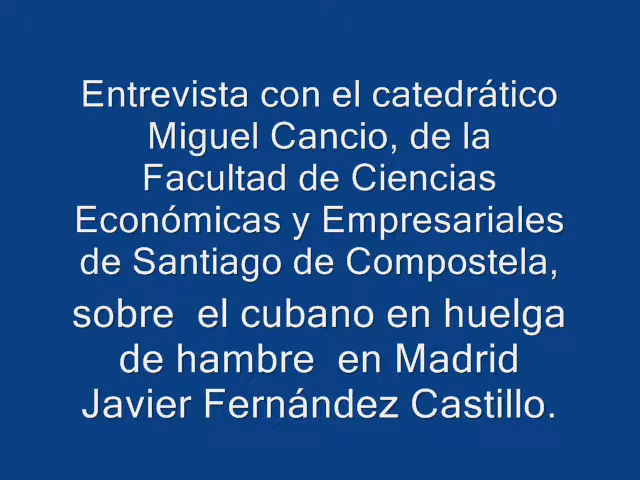 Entrevista con el catedrático
Miguel Cancio, de la
Facultad de Ciencias
Económicas y Empresariales
de Santiago de Compostela,
sobre  el cubano en huelga
de hambre  en Madrid
Javier Fernández Castillo.